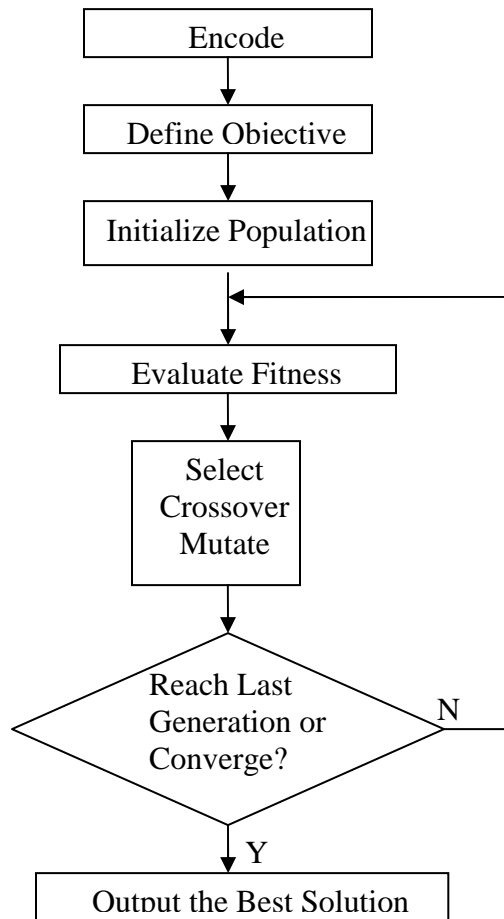 Encode
Define Objective
Initialize Population
Evaluate Fitness
Select
Crossover
Mutate
Reach Last
Generation or
Converge?
N
Y
Output the Best Solution